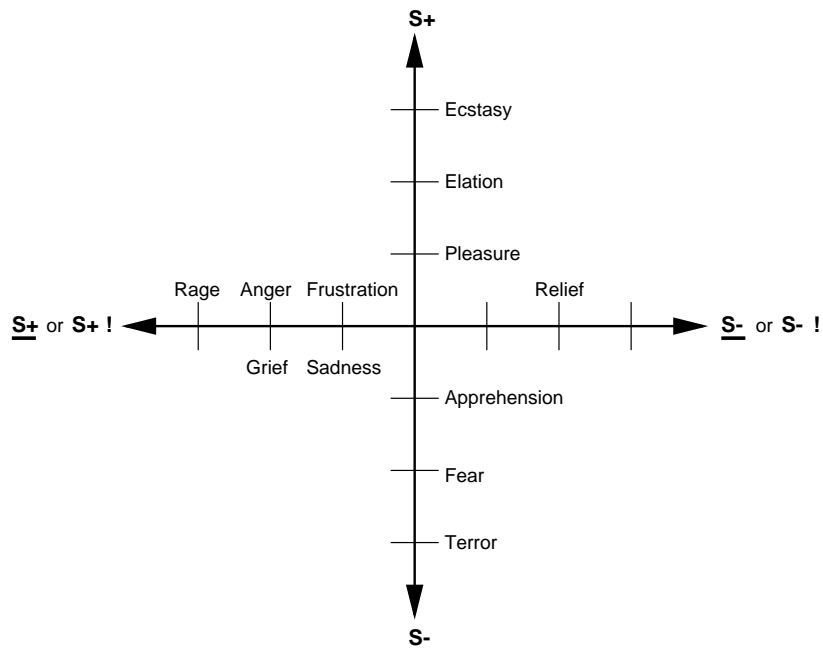 S+
Ecstasy
Elation
Pleasure
Rage Anger Frustration Relief
S+ or S+ ! S- or S- !
Grief Sadness
Apprehension
Fear
Terror
S-